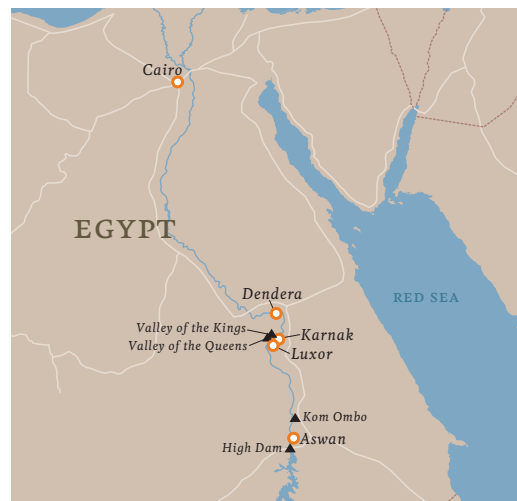 Cairo
EGYPT
RED SEA
Dendera
Valley of the Kings
Karnak
Valley of the Queens
Luxor
Kom Ombo
Aswan
High Dam